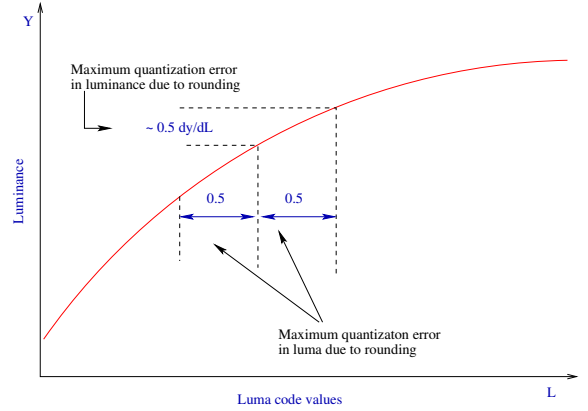 Y
Maximum quantization error
in luminance due to rounding
~ 0.5 dy/dL
Luminance
0.5 0.5
Maximum quantizaton error
in luma due to rounding
Luma code values
L